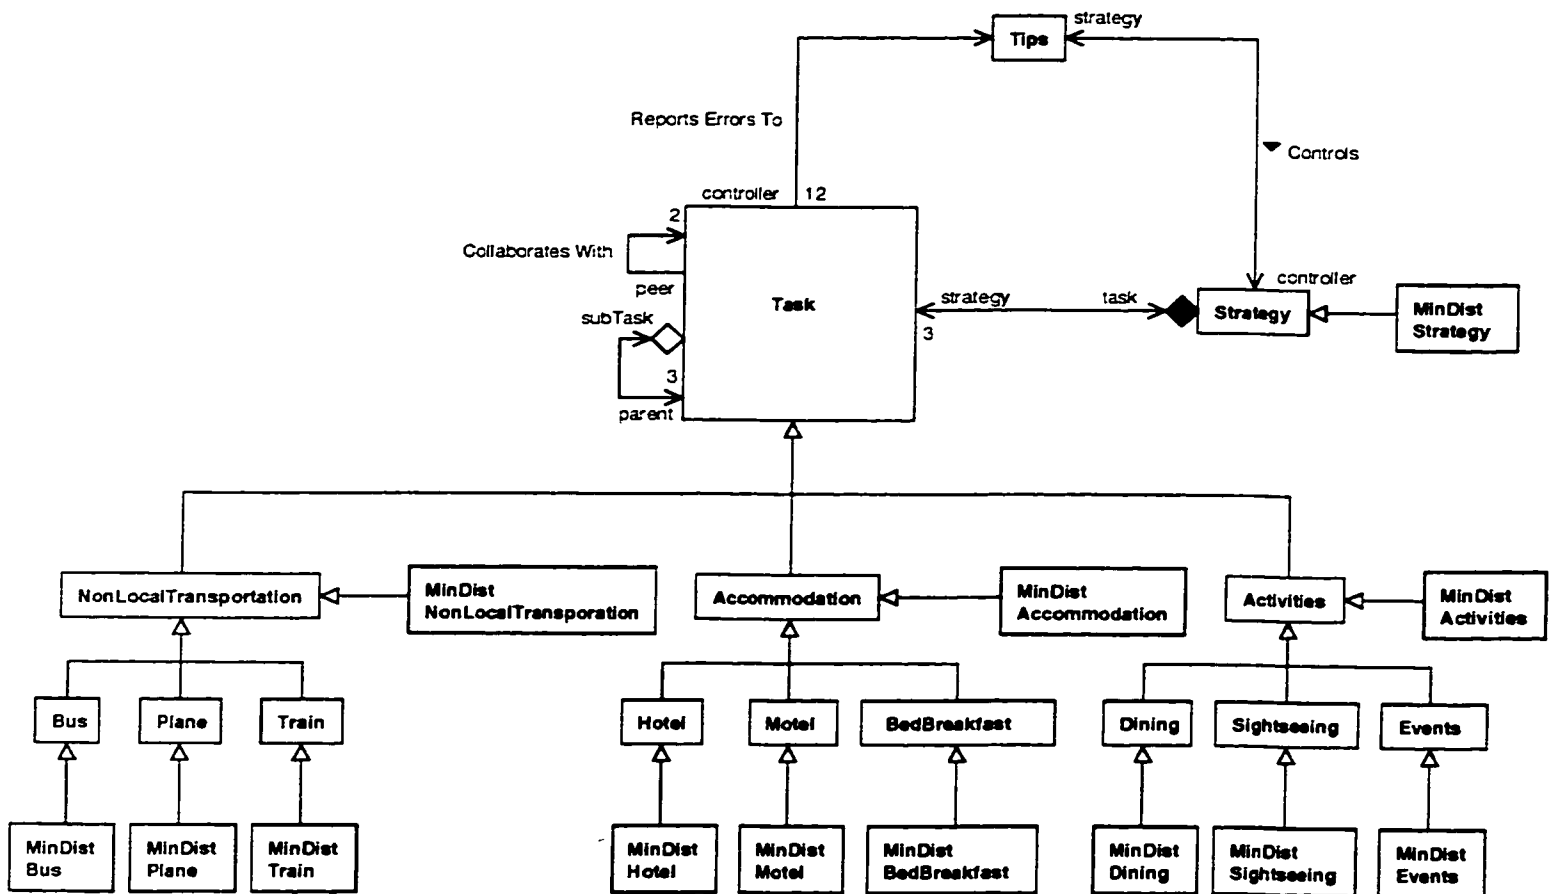 strategy
Tips
Reports Errors To
Controls
controller 12
2
Collaborates With
peer
subTask
3
parent
Task
strategy
task
3
controller
Strategy
MinDist
Strategy
NonLocalTransportation
MinDist
NonLocalTransporation
Accommodation
MinDist
Accommodation
Activities
MinDist
Activities
Bus
Plane
Train
Hotel
Motel
BedBreakfast
Dining
Sightseeing
Events
MinDist
Bus
MinDist
Plane
MinDist
Train
MinDist
Hotel
MinDist
Motel
MinDist
BedBreakfast
MinDist
Dining
MinDist
Sightseeing
MinDist
Events